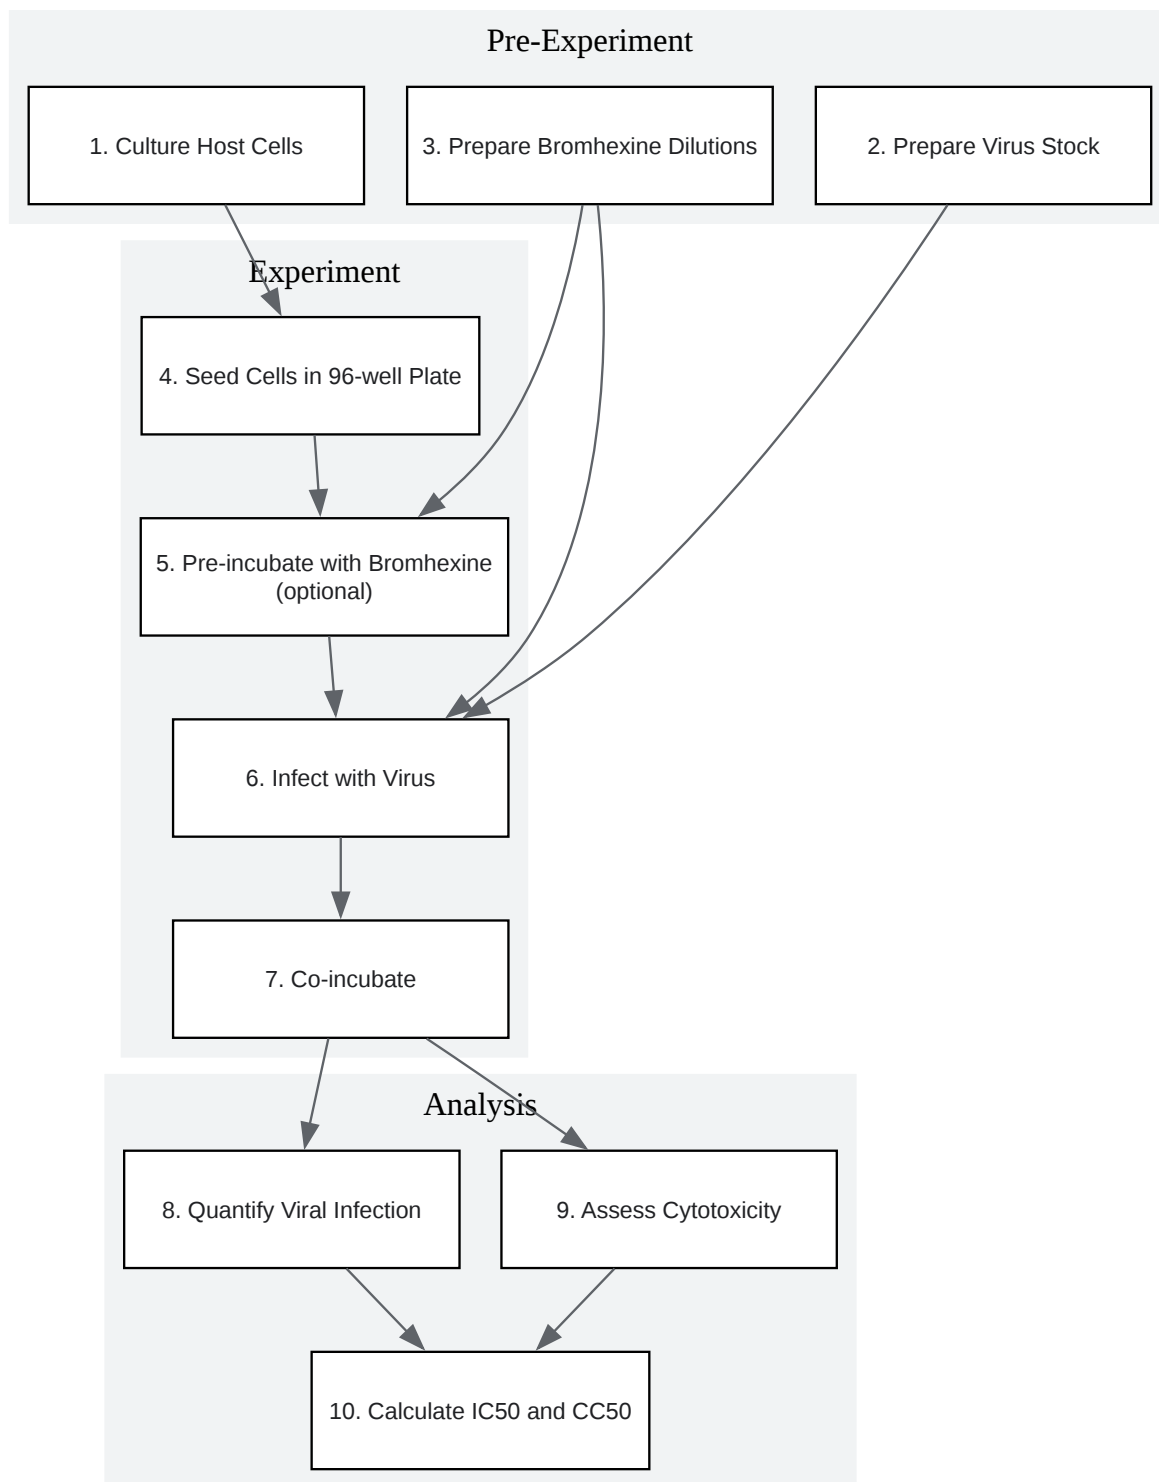 Pre-Experiment
1. Culture Host Cells
3. Prepare Bromhexine Dilutions
2. Prepare Virus Stock
Experiment
4. Seed Cells in 96-well Plate
5. Pre-incubate with Bromhexine
(optional)
6. Infect with Virus
7. Co-incubate
Analysis
8. Quantify Viral Infection
9. Assess Cytotoxicity
10. Calculate IC50 and CC50